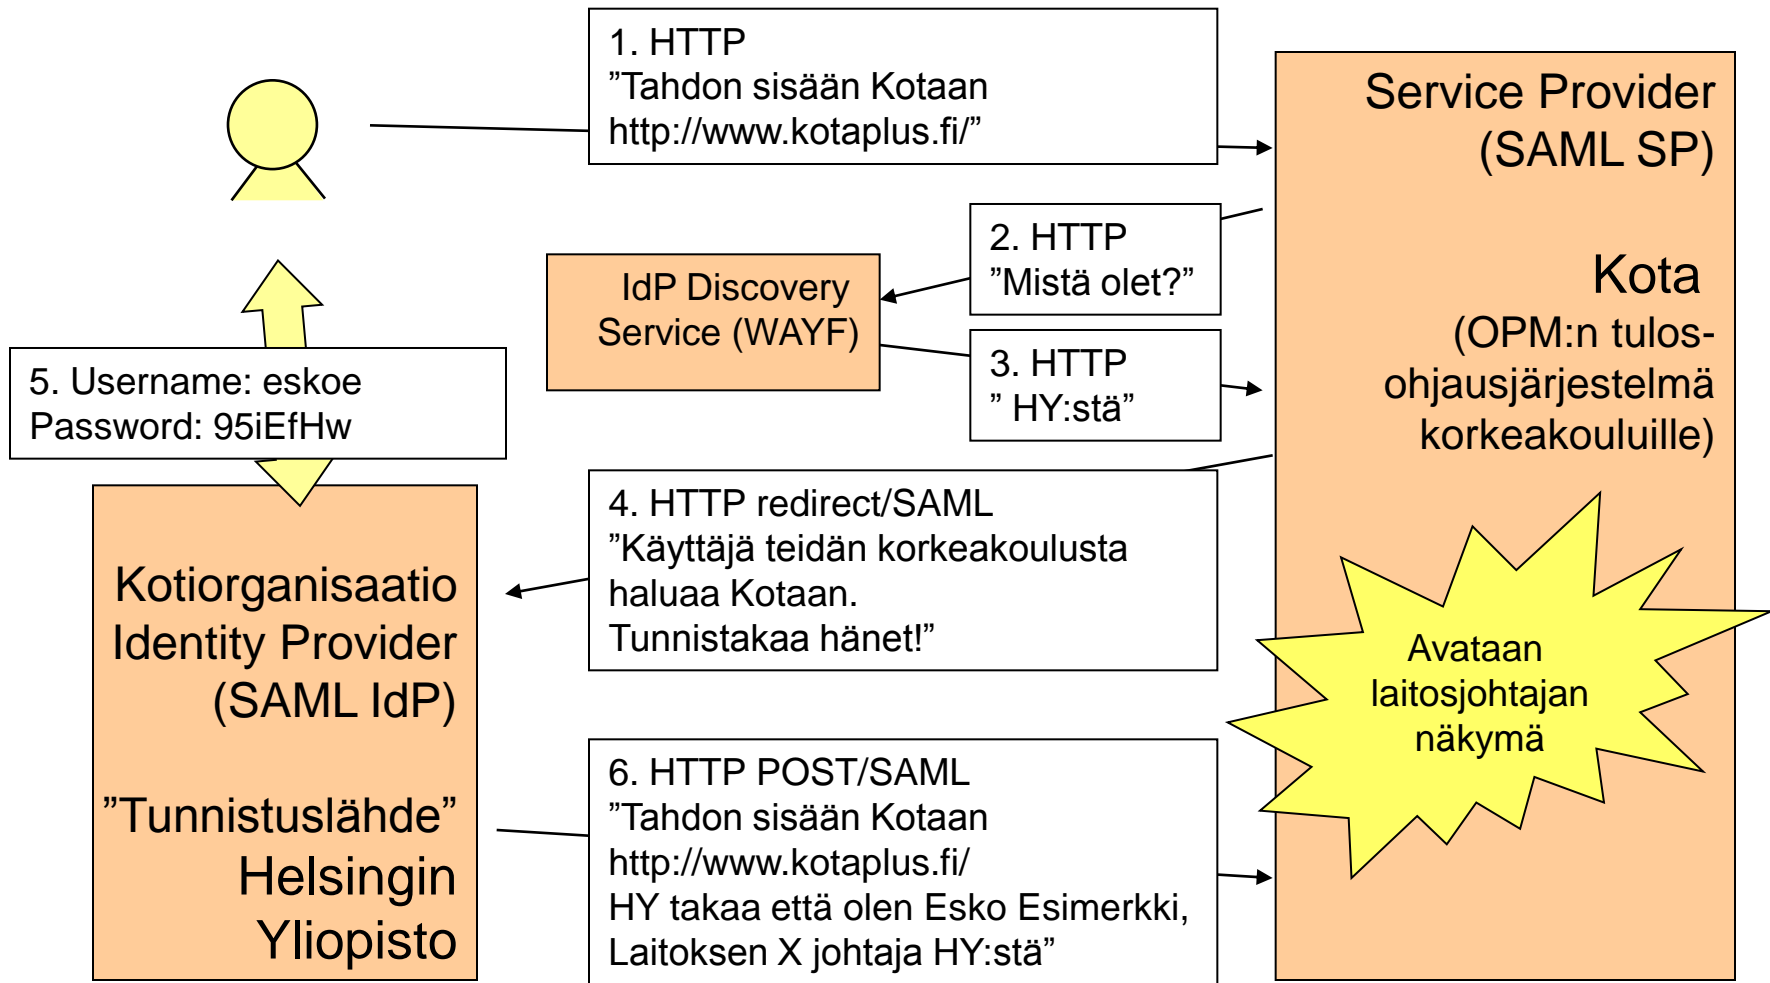 1. HTTP
”Tahdon sisään Kotaan
http://www.kotaplus.fi/”
Service Provider
(SAML SP)
Kota
(OPM:n tulos-
ohjausjärjestelmä
korkeakouluille)
2. HTTP
”Mistä olet?”
IdP Discovery
Service (WAYF)
3. HTTP
” HY:stä”
5. Username: eskoe
Password: 95iEfHw
4. HTTP redirect/SAML
”Käyttäjä teidän korkeakoulusta
haluaa Kotaan.
Tunnistakaa hänet!”
Kotiorganisaatio
Identity Provider
(SAML IdP)
”Tunnistuslähde”
Helsingin
Yliopisto
Avataan
laitosjohtajan
näkymä
6. HTTP POST/SAML
”Tahdon sisään Kotaan
http://www.kotaplus.fi/
HY takaa että olen Esko Esimerkki,
Laitoksen X johtaja HY:stä”